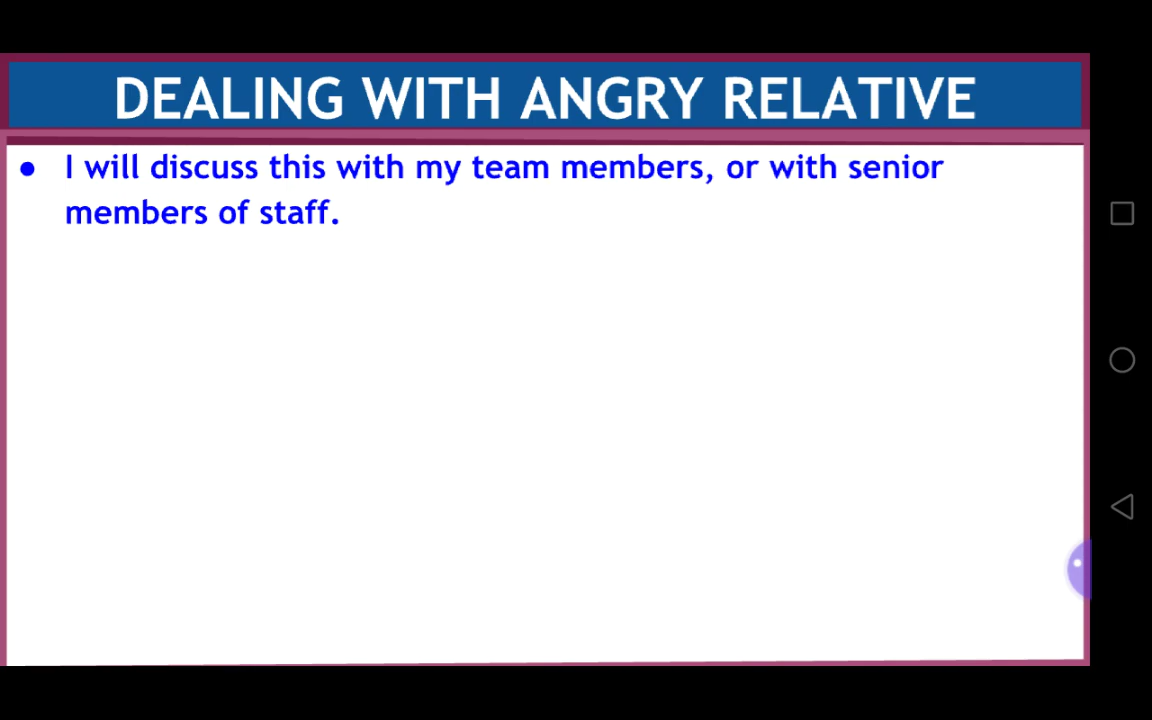 DEALING WITH ANGRY RELATIVE
● I will discuss this with my team members, or with senior
members of staff.